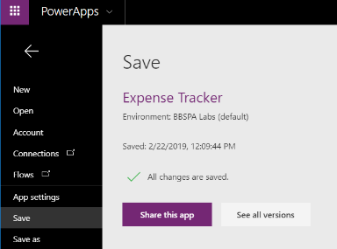 PowerApps
Save
Expense Tracker
Environment: BBSPA Labs (default)
Saved: 2/22/2019, 12:09:44 PM
All changes are saved.
Share this app
See all versions
New
Open
Account
Connections
Flows
App settings
Save
Save as